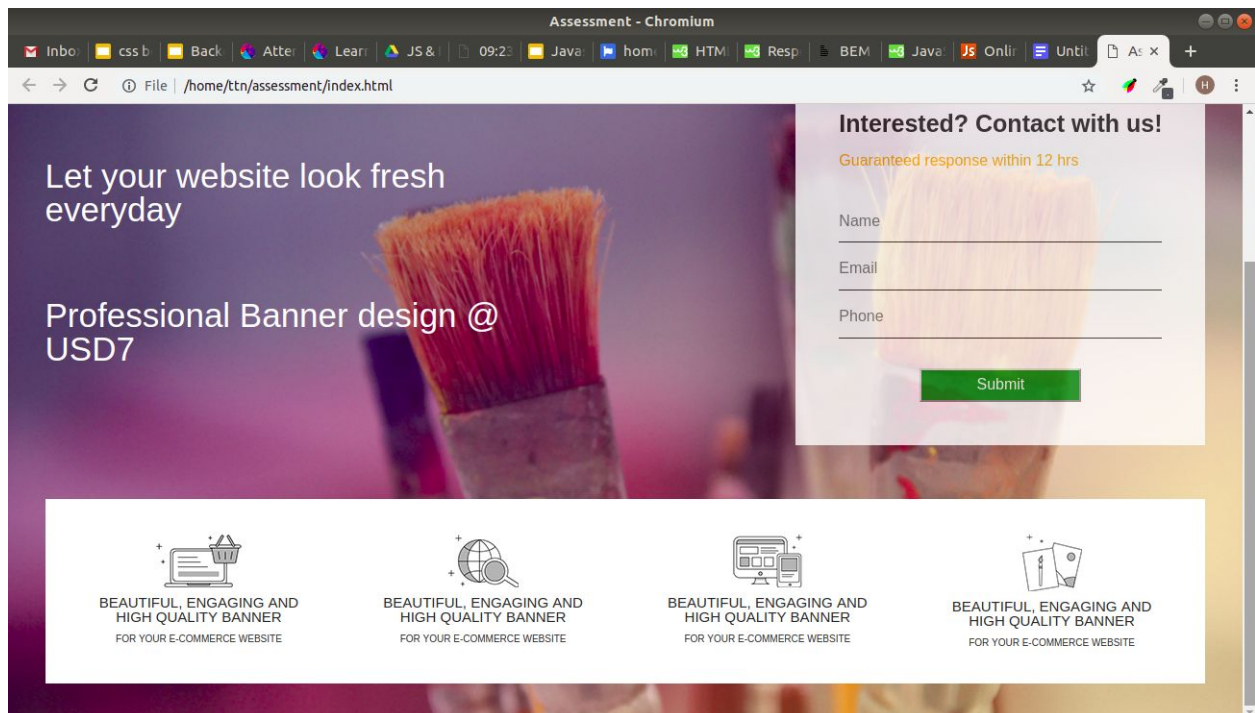 Assessment - Chromium
Inbo css b Back Atter Lear JS & 09:23 Java: hom HTM Resp BEM Java: Onlin Untit As
File /home/ttn/assessment/index.html H
Interested? Contact with us!
Guaranteed response within 12 hrs
Let your website look fresh
everyday
Name
Email
Professional Banner design @
USD7
Phone
Submit
BEAUTIFUL, ENGAGING AND
HIGH QUALITY BANNER
FOR YOUR E-COMMERCE WEBSITE
BEAUTIFUL, ENGAGING AND
HIGH QUALITY BANNER
FOR YOUR E-COMMERCE WEBSITE
BEAUTIFUL, ENGAGING AND
HIGH QUALITY BANNER
FOR YOUR E-COMMERCE WEBSITE
BEAUTIFUL, ENGAGING AND
HIGH QUALITY BANNER
FOR YOUR E-COMMERCE WEBSITE